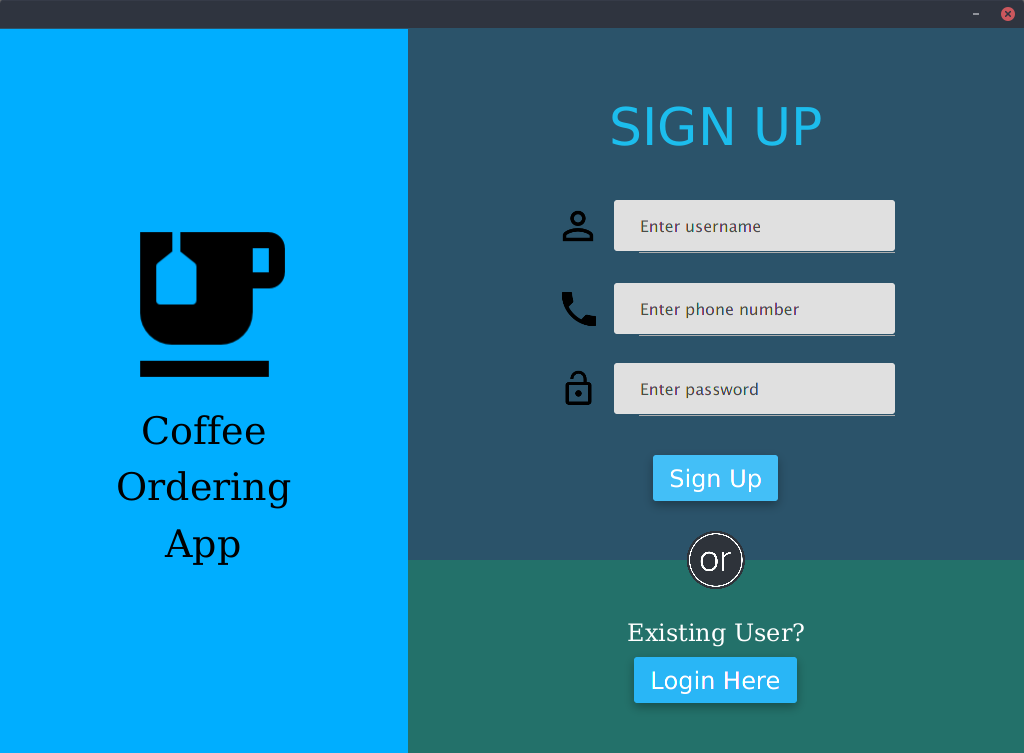 Coffee
Ordering
App
SIGN UP
Enter username
Enter phone number
Enter password
Sign Up
or
Existing User?
Login Here